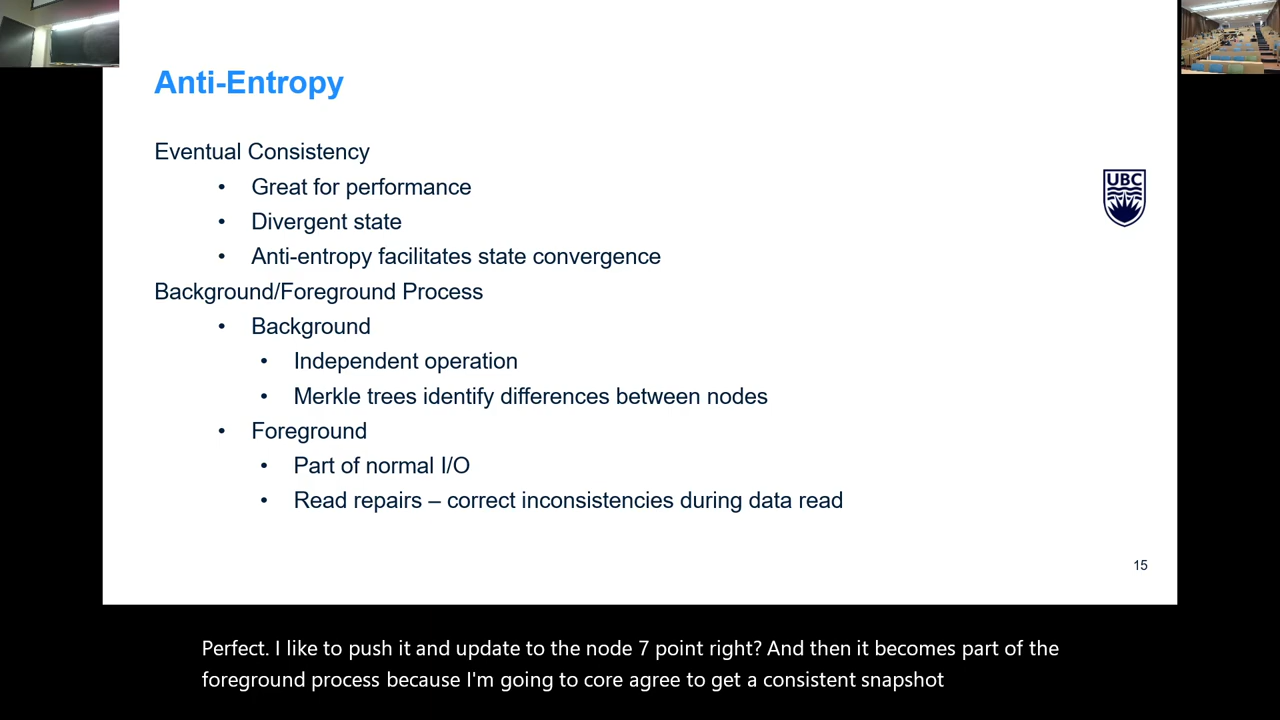 Anti-Entropy
Eventual Consistency
• Great for performance
• Divergent state
• Anti-entropy facilitates state convergence
Background/Foreground Process
• Background
• Independent operation
• Merkle trees identify differences between nodes
• Foreground
• Part of normal I/O
• Read repairs – correct inconsistencies during data read
UBC
15
Perfect. I like to push it and update to the node 7 point right? And then it becomes part of the
foreground process because I'm going to core agree to get a consistent snapshot